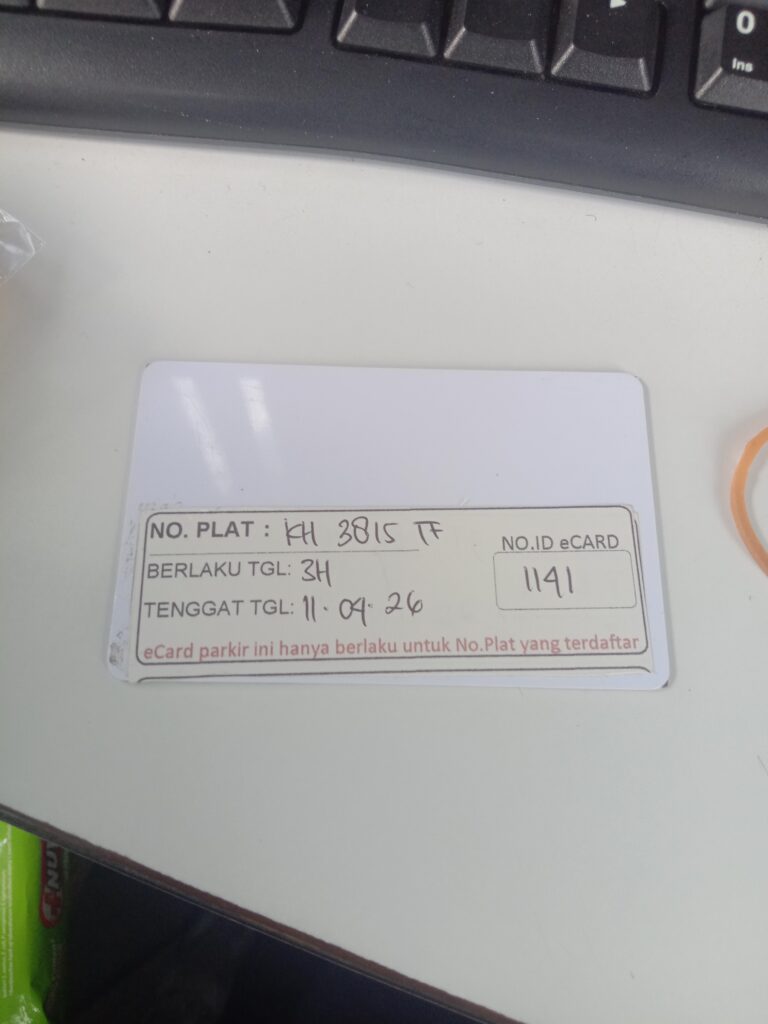 0
Ins
NO. PLAT : KH 3815 TF
NO.ID eCARD
BERLAKU TGL: 3H
1141
TENGGAT TGL: 11.04.26
eCard parkir ini hanya berlaku untuk No.Plat yang terdaftar